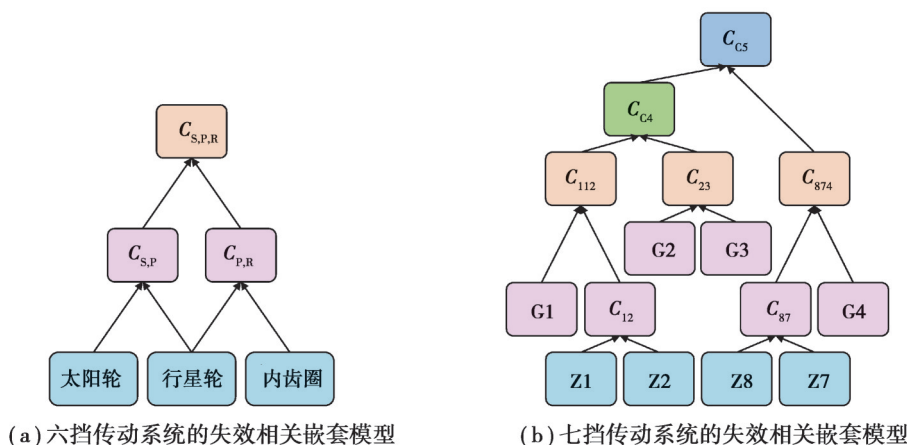 C_C5
C_C4
C_S,P,R
C_112 C_23 C_874
C_S,P C_P,R G2 G3
G1 C_12 C_87 G4
太阳轮 行星轮 内齿圈 Z1 Z2 Z8 Z7
(a)六挡传动系统的失效相关嵌套模型 (b)七挡传动系统的失效相关嵌套模型